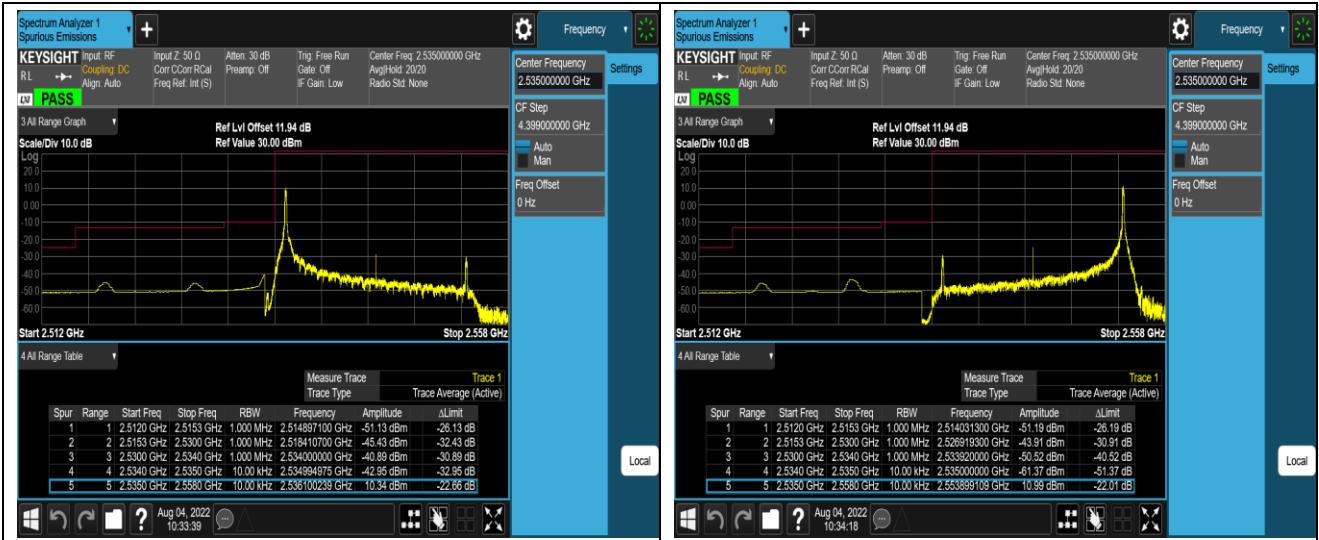 Spectrum Analyzer 1
Spurious Emissions
Frequency
KEYSIGHT Input: RF Input Z: 50 Ω Atten: 30 dB Trig: Free Run Center Freq: 2.535000000 GHz
RL Coupling: DC Corr CCorr RCal Preamp: Off Gate: Off Avg|Hold: 20/20
Align: Auto Freq Ref: Int (S) IF Gain: Low Radio Std: None
PASS
Center Frequency
2.535000000 GHz
Settings
CF Step
4.399000000 GHz
Auto
Man
Freq Offset
0 Hz
3 All Range Graph
Ref Lvl Offset 11.94 dB
Scale/Div 10.0 dB Ref Value 30.00 dBm
Log
20.0
10.0
0.00
-10.0
-20.0
-30.0
-40.0
-50.0
-60.0
Start 2.512 GHz Stop 2.558 GHz
4 All Range Table
Measure Trace Trace 1
Trace Type Trace Average (Active)
Spur Range Start Freq Stop Freq RBW Frequency Amplitude ΔLimit
1 1 2.5120 GHz 2.5153 GHz 1.000 MHz 2.514897100 GHz -51.13 dBm -26.13 dB
2 2 2.5153 GHz 2.5300 GHz 1.000 MHz 2.518410700 GHz -45.43 dBm -32.43 dB
3 3 2.5300 GHz 2.5340 GHz 1.000 MHz 2.534000000 GHz -40.89 dBm -30.89 dB
4 4 2.5340 GHz 2.5350 GHz 10.00 kHz 2.534994975 GHz -42.95 dBm -32.95 dB
5 5 2.5350 GHz 2.5580 GHz 10.00 kHz 2.536100239 GHz 10.34 dBm -22.66 dB
Local
Aug 04, 2022
10:33:39
Spectrum Analyzer 1
Spurious Emissions
Frequency
KEYSIGHT Input: RF Input Z: 50 Ω Atten: 30 dB Trig: Free Run Center Freq: 2.535000000 GHz
RL Coupling: DC Corr CCorr RCal Preamp: Off Gate: Off Avg|Hold: 20/20
Align: Auto Freq Ref: Int (S) IF Gain: Low Radio Std: None
PASS
Center Frequency
2.535000000 GHz
Settings
CF Step
4.399000000 GHz
Auto
Man
Freq Offset
0 Hz
3 All Range Graph
Ref Lvl Offset 11.94 dB
Scale/Div 10.0 dB Ref Value 30.00 dBm
Log
20.0
10.0
0.00
-10.0
-20.0
-30.0
-40.0
-50.0
-60.0
Start 2.512 GHz Stop 2.558 GHz
4 All Range Table
Measure Trace Trace 1
Trace Type Trace Average (Active)
Spur Range Start Freq Stop Freq RBW Frequency Amplitude ΔLimit
1 1 2.5120 GHz 2.5153 GHz 1.000 MHz 2.514031300 GHz -51.19 dBm -26.19 dB
2 2 2.5153 GHz 2.5300 GHz 1.000 MHz 2.526919300 GHz -43.91 dBm -30.91 dB
3 3 2.5300 GHz 2.5340 GHz 1.000 MHz 2.533920000 GHz -50.52 dBm -40.52 dB
4 4 2.5340 GHz 2.5350 GHz 10.00 kHz 2.535000000 GHz -61.37 dBm -51.37 dB
5 5 2.5350 GHz 2.5580 GHz 10.00 kHz 2.553899109 GHz 10.99 dBm -22.01 dB
Local
Aug 04, 2022
10:34:18